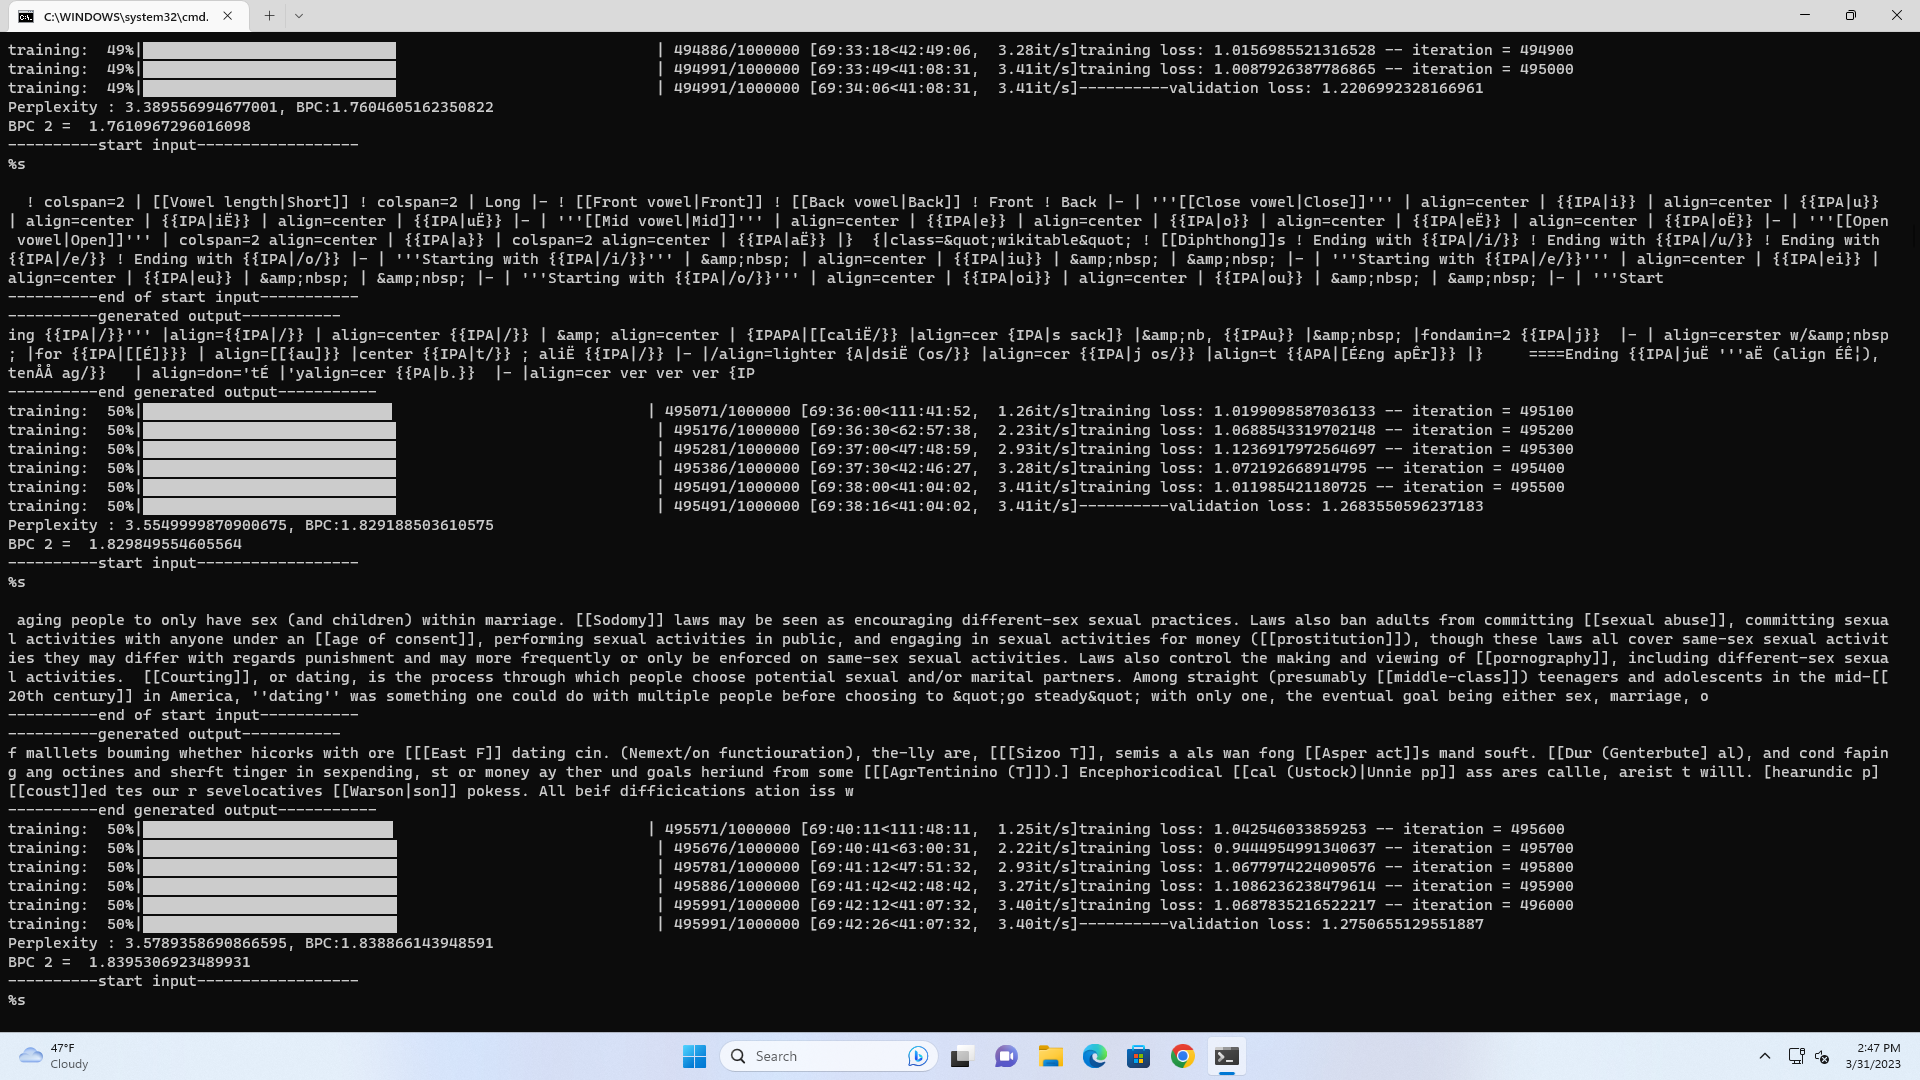 C:\WINDOWS\system32\cmd.
training:  49%| | 494886/1000000 [69:33:18<42:49:06,  3.28it/s]training loss: 1.0156985521316528 -- iteration = 494900
training:  49%| | 494991/1000000 [69:33:49<41:08:31,  3.41it/s]training loss: 1.0087926387786865 -- iteration = 495000
training:  49%| | 494991/1000000 [69:34:06<41:08:31,  3.41it/s]----------validation loss: 1.2206992328166961
Perplexity : 3.389556994677001, BPC:1.7604605162350822
BPC 2 =  1.7610967296016098
----------start input------------------
%s
! colspan=2 | [[Vowel length|Short]] ! colspan=2 | Long |- ! [[Front vowel|Front]] ! [[Back vowel|Back]] ! Front ! Back |- | '''[[Close vowel|Close]]''' | align=center | {{IPA|i}} | align=center | {{IPA|u}}
| align=center | {{IPA|iË}} | align=center | {{IPA|uË}} |- | '''[[Mid vowel|Mid]]''' | align=center | {{IPA|e}} | align=center | {{IPA|o}} | align=center | {{IPA|eË}} | align=center | {{IPA|oË}} |- | '''[[Open
vowel|Open]]''' | colspan=2 align=center | {{IPA|a}} | colspan=2 align=center | {{IPA|aË}} |}  {|class=&quot;wikitable&quot; ! [[Diphthong]]s ! Ending with {{IPA|/i/}} ! Ending with {{IPA|/u/}} ! Ending with
{{IPA|/e/}} ! Ending with {{IPA|/o/}} |- | '''Starting with {{IPA|/i/}}''' | &amp;nbsp; | align=center | {{IPA|iu}} | &amp;nbsp; | &amp;nbsp; |- | '''Starting with {{IPA|/e/}}''' | align=center | {{IPA|ei}} |
align=center | {{IPA|eu}} | &amp;nbsp; | &amp;nbsp; |- | '''Starting with {{IPA|/o/}}''' | align=center | {{IPA|oi}} | align=center | {{IPA|ou}} | &amp;nbsp; | &amp;nbsp; |- | '''Start
----------end of start input-----------
----------generated output-----------
ing {{IPA|/}}''' |align={{IPA|/}} | align=center {{IPA|/}} | &amp; align=center | {IPAPA|[[caliË/}} |align=cer {IPA|s sack]} |&amp;nb, {{IPAu}} |&amp;nbsp; |fondamin=2 {{IPA|j}}  |- | align=cerster w/&amp;nbsp
; |for {{IPA|[[É]}}} | align=[[{au]}} |center {{IPA|t/}} ; aliË {{IPA|/}} |- |/align=lighter {A|dsiË (os/}} |align=cer {{IPA|j os/}} |align=t {{APA|[É£ng apÊr]}} |}     ====Ending {{IPA|juË '''aË (align ÉÊ¦),
tenÅÅ ag/}}   | align=don='tÉ |'yalign=cer {{PA|b.}}  |- |align=cer ver ver ver {IP
----------end generated output-----------
training:  50%| | 495071/1000000 [69:36:00<111:41:52,  1.26it/s]training loss: 1.0199098587036133 -- iteration = 495100
training:  50%| | 495176/1000000 [69:36:30<62:57:38,  2.23it/s]training loss: 1.0688543319702148 -- iteration = 495200
training:  50%| | 495281/1000000 [69:37:00<47:48:59,  2.93it/s]training loss: 1.1236917972564697 -- iteration = 495300
training:  50%| | 495386/1000000 [69:37:30<42:46:27,  3.28it/s]training loss: 1.072192668914795 -- iteration = 495400
training:  50%| | 495491/1000000 [69:38:00<41:04:02,  3.41it/s]training loss: 1.011985421180725 -- iteration = 495500
training:  50%| | 495491/1000000 [69:38:16<41:04:02,  3.41it/s]----------validation loss: 1.2683550596237183
Perplexity : 3.5549999870900675, BPC:1.829188503610575
BPC 2 =  1.829849554605564
----------start input------------------
%s
aging people to only have sex (and children) within marriage. [[Sodomy]] laws may be seen as encouraging different-sex sexual practices. Laws also ban adults from committing [[sexual abuse]], committing sexua
l activities with anyone under an [[age of consent]], performing sexual activities in public, and engaging in sexual activities for money ([[prostitution]]), though these laws all cover same-sex sexual activit
ies they may differ with regards punishment and may more frequently or only be enforced on same-sex sexual activities. Laws also control the making and viewing of [[pornography]], including different-sex sexua
l activities.  [[Courting]], or dating, is the process through which people choose potential sexual and/or marital partners. Among straight (presumably [[middle-class]]) teenagers and adolescents in the mid-[[
20th century]] in America, ''dating'' was something one could do with multiple people before choosing to &quot;go steady&quot; with only one, the eventual goal being either sex, marriage, o
----------end of start input-----------
----------generated output-----------
f malllets bouming whether hicorks with ore [[[East F]] dating cin. (Nemext/on functiouration), the-lly are, [[[Sizoo T]], semis a als wan fong [[Asper act]]s mand souft. [[Dur (Genterbute] al), and cond fapin
g ang octines and sherft tinger in sexpending, st or money ay ther und goals heriund from some [[[AgrTentinino (T]]).] Encephoricodical [[cal (Ustock)|Unnie pp]] ass ares callle, areist t willl. [hearundic p]
[[coust]]ed tes our r sevelocatives [[Warson|son]] pokess. All beif difficications ation iss w
----------end generated output-----------
training:  50%| | 495571/1000000 [69:40:11<111:48:11,  1.25it/s]training loss: 1.042546033859253 -- iteration = 495600
training:  50%| | 495676/1000000 [69:40:41<63:00:31,  2.22it/s]training loss: 0.9444954991340637 -- iteration = 495700
training:  50%| | 495781/1000000 [69:41:12<47:51:32,  2.93it/s]training loss: 1.0677974224090576 -- iteration = 495800
training:  50%| | 495886/1000000 [69:41:42<42:48:42,  3.27it/s]training loss: 1.1086236238479614 -- iteration = 495900
training:  50%| | 495991/1000000 [69:42:12<41:07:32,  3.40it/s]training loss: 1.0687835216522217 -- iteration = 496000
training:  50%| | 495991/1000000 [69:42:26<41:07:32,  3.40it/s]----------validation loss: 1.2750655129551887
Perplexity : 3.5789358690866595, BPC:1.838866143948591
BPC 2 =  1.8395306923489931
----------start input------------------
%s
47°F
Cloudy
Search
2:47 PM
3/31/2023